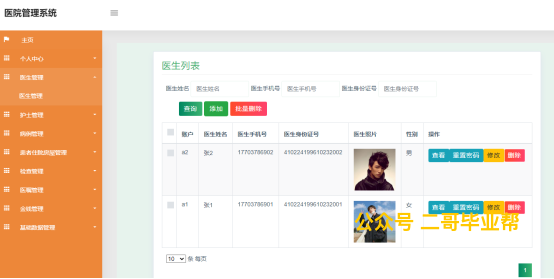 医院管理系统
主页
个人中心
医生管理
医生管理
护士管理
病房管理
患者住院病登管理
检查管理
医嘱管理
公告管理
基础数据管理
医生列表
医生姓名 医生姓名 医生手机号 医生手机号 医生身份证号 医生身份证号
查询 添加 批量删除
账户 医生姓名 医生手机号 医生身份证号 医生照片 性别 操作
a2 张2 17703786902 410224199610232002 男 查看 重置密码 修改 删除
a1 张1 17703786901 410224199610232001 女 查看 重置密码 修改 删除
公众号 二哥毕业帮
10 条 每页
1